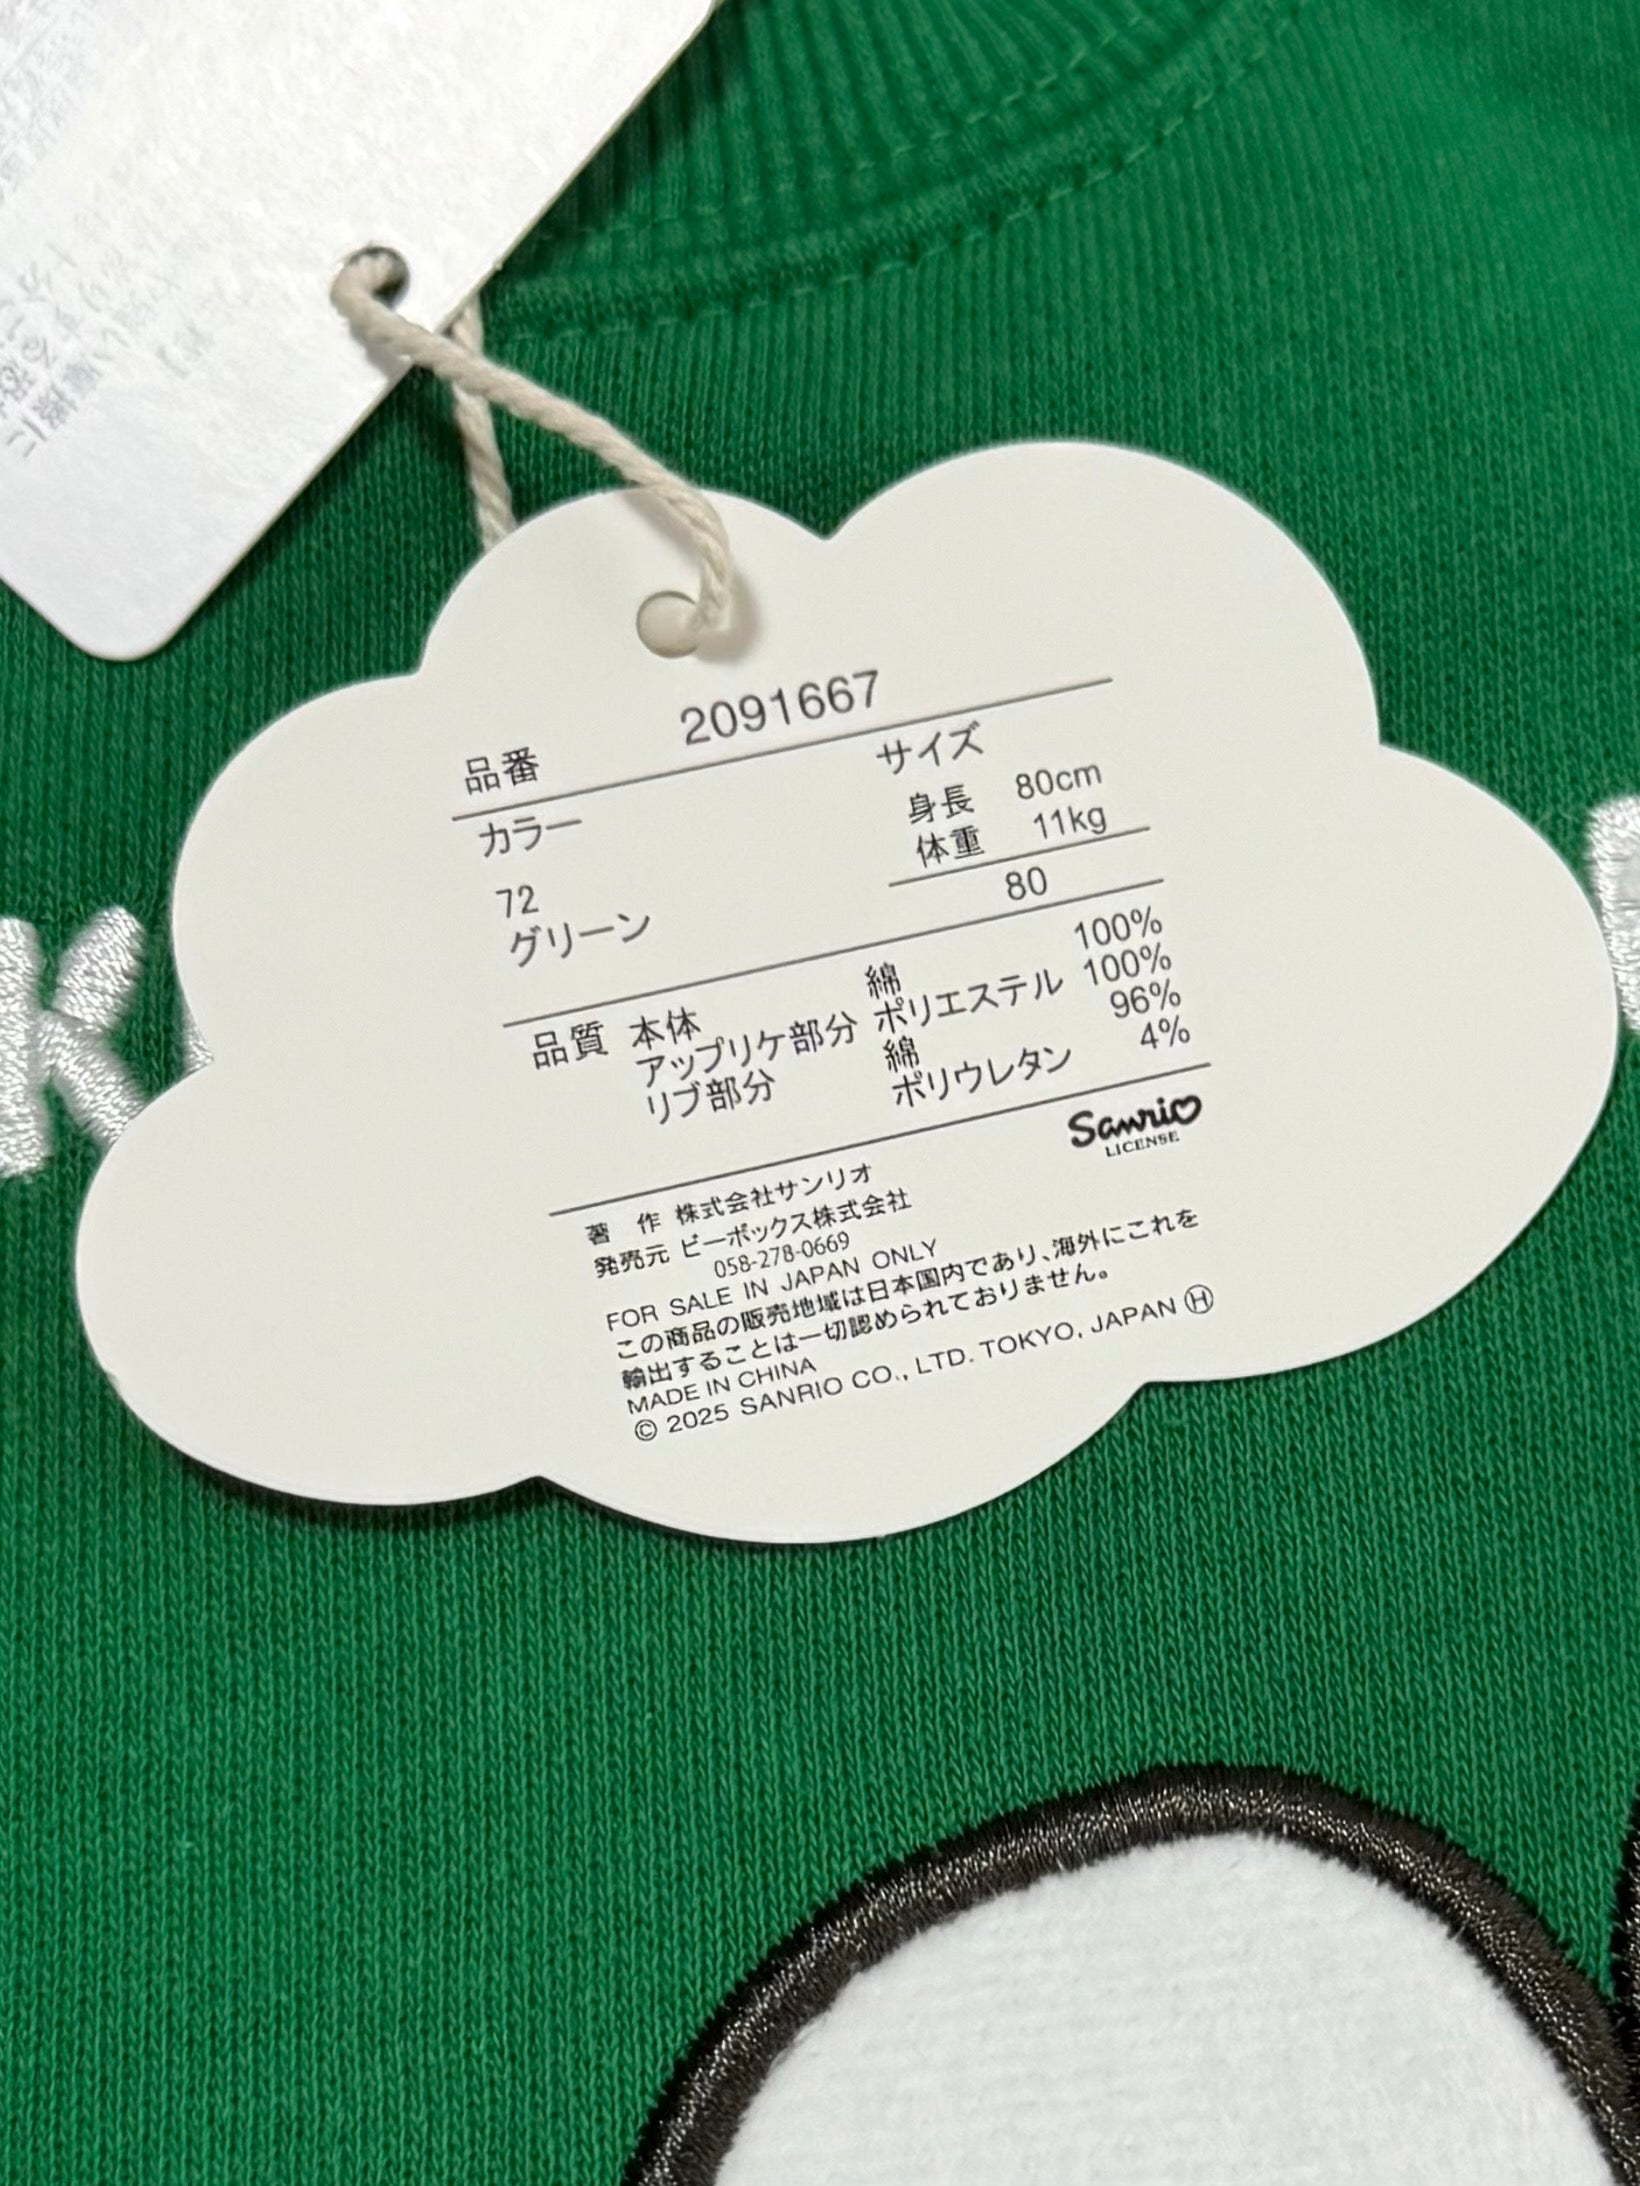 K
品番 2091667
カラー サイズ
身長 80cm
体重 11kg
72
グリーン
80
品質 本体 綿 100%
アップリケ部分 ポリエステル 100%
リブ部分 綿 96%
ポリウレタン 4%
Sanrio
LICENSE
著 作 株式会社サンリオ
発売元 ビーボックス株式会社
058-278-0669
FOR SALE IN JAPAN ONLY
この商品の販売地域は日本国内であり、海外にこれを
輸出することは一切認められておりません。
MADE IN CHINA
© 2025 SANRIO CO., LTD. TOKYO, JAPAN Ⓗ